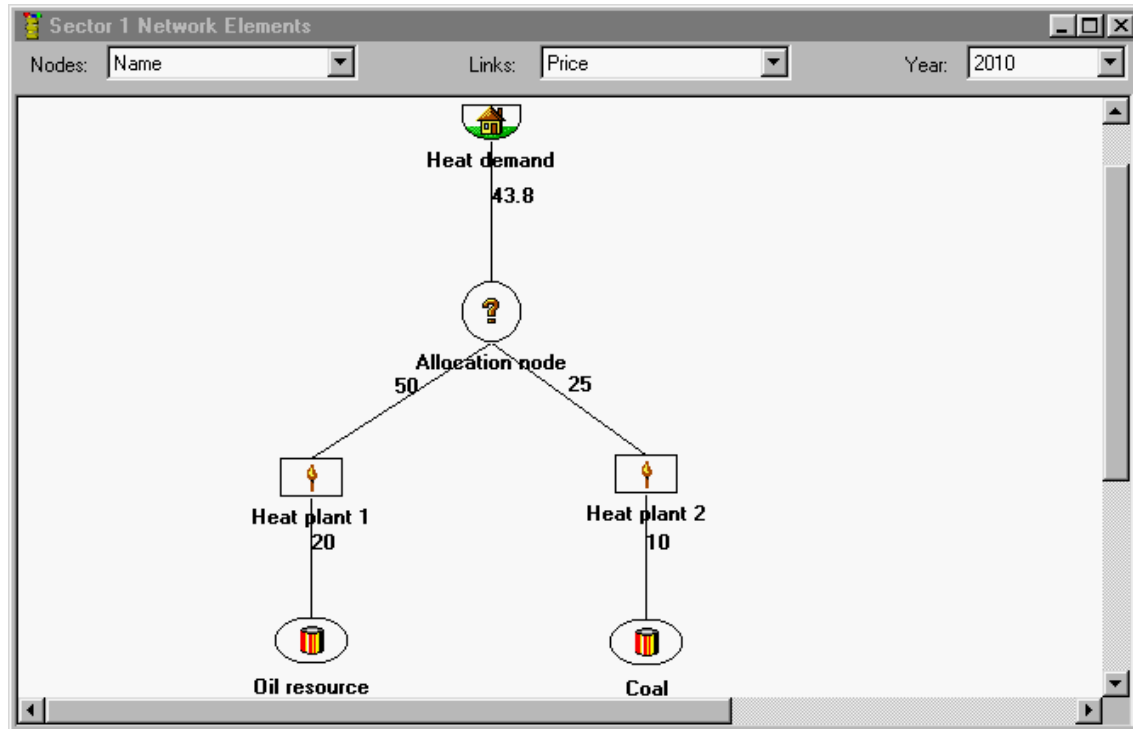 Sector 1 Network Elements
Nodes: Name Links: Price Year: 2010
Heat demand
43.8
?
Allocation node
50 25
Heat plant 1 Heat plant 2
20 10
Oil resource Coal